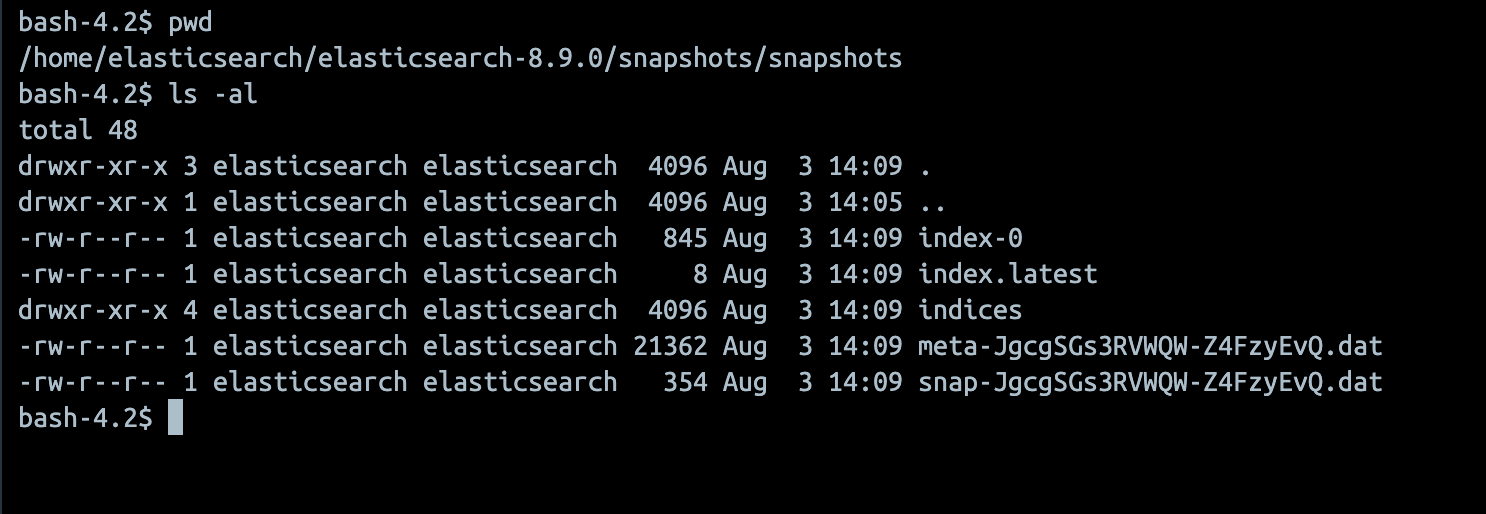 bash-4.2$ pwd
/home/elasticsearch/elasticsearch-8.9.0/snapshots/snapshots
bash-4.2$ ls -al
total 48
drwxr-xr-x 3 elasticsearch elasticsearch  4096 Aug  3 14:09 .
drwxr-xr-x 1 elasticsearch elasticsearch  4096 Aug  3 14:05 ..
-rw-r--r-- 1 elasticsearch elasticsearch   845 Aug  3 14:09 index-0
-rw-r--r-- 1 elasticsearch elasticsearch     8 Aug  3 14:09 index.latest
drwxr-xr-x 4 elasticsearch elasticsearch  4096 Aug  3 14:09 indices
-rw-r--r-- 1 elasticsearch elasticsearch 21362 Aug  3 14:09 meta-JgcgSGs3RVWQW-Z4FzyEvQ.dat
-rw-r--r-- 1 elasticsearch elasticsearch   354 Aug  3 14:09 snap-JgcgSGs3RVWQW-Z4FzyEvQ.dat
bash-4.2$